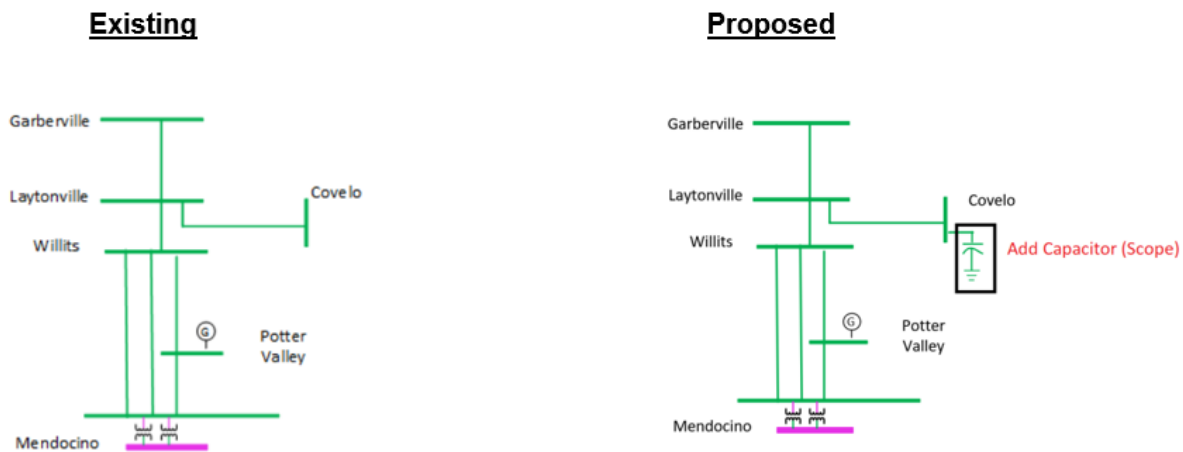 Existing
Garberville
Laytonville
Covelo
Willits
G
Potter
Valley
Mendocino
Proposed
Garberville
Laytonville
Covelo
Willits
Add Capacitor (Scope)
G
Potter
Valley
Mendocino